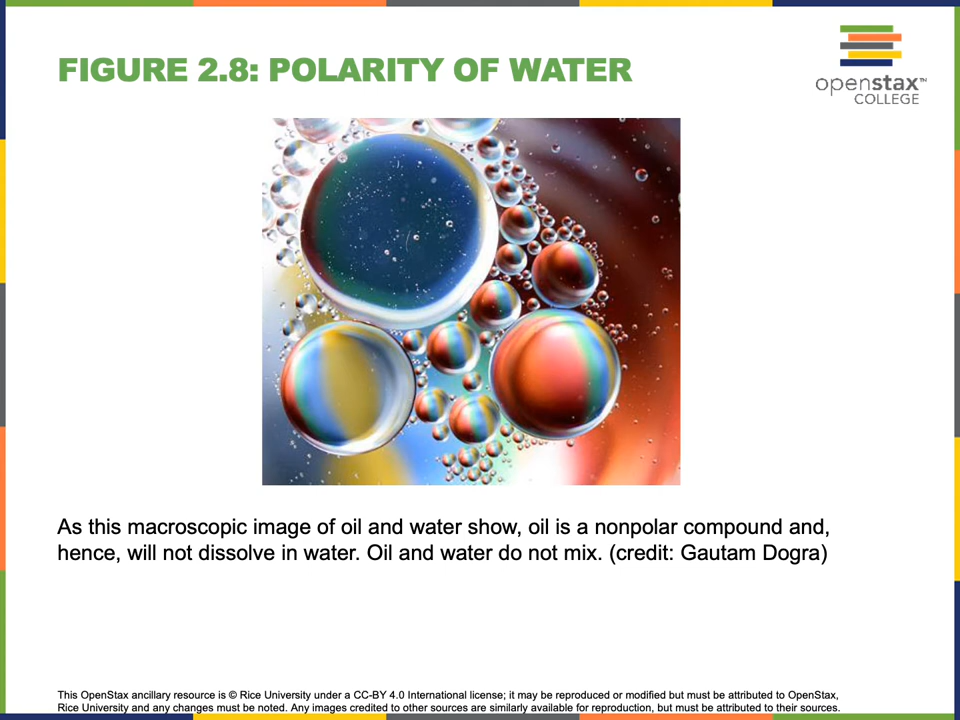 FIGURE 2.8: POLARITY OF WATER
openstax™
COLLEGE
As this macroscopic image of oil and water show, oil is a nonpolar compound and,
hence, will not dissolve in water. Oil and water do not mix. (credit: Gautam Dogra)
This OpenStax ancillary resource is © Rice University under a CC-BY 4.0 International license; it may be reproduced or modified but must be attributed to OpenStax,
Rice University and any changes must be noted. Any images credited to other sources are similarly available for reproduction, but must be attributed to their sources.